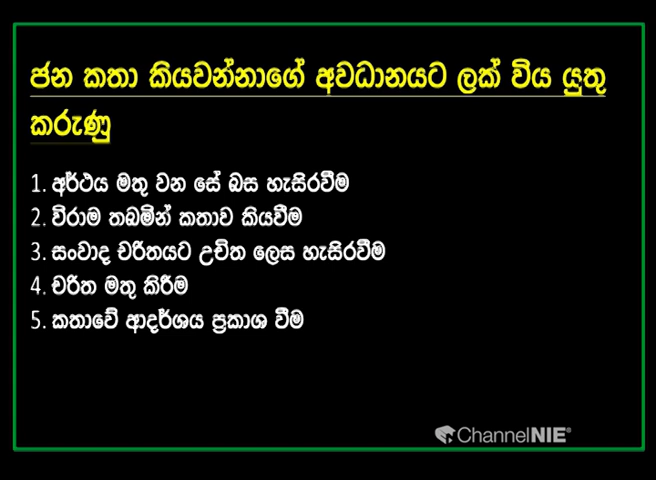 ජන කතා කියවන්නාගේ අවධානයට ලක් විය යුතු
කරුණු
1. අර්ථය මතු වන සේ බස හැසිරවීම
2. විරාම තබමින් කතාව කියවීම
3. සංවාද චරිතයට උචිත ලෙස හැසිරවීම
4. චරිත මතු කිරීම
5. කතාවේ ආදර්ශය ප්‍රකාශ වීම
ChannelNIE®